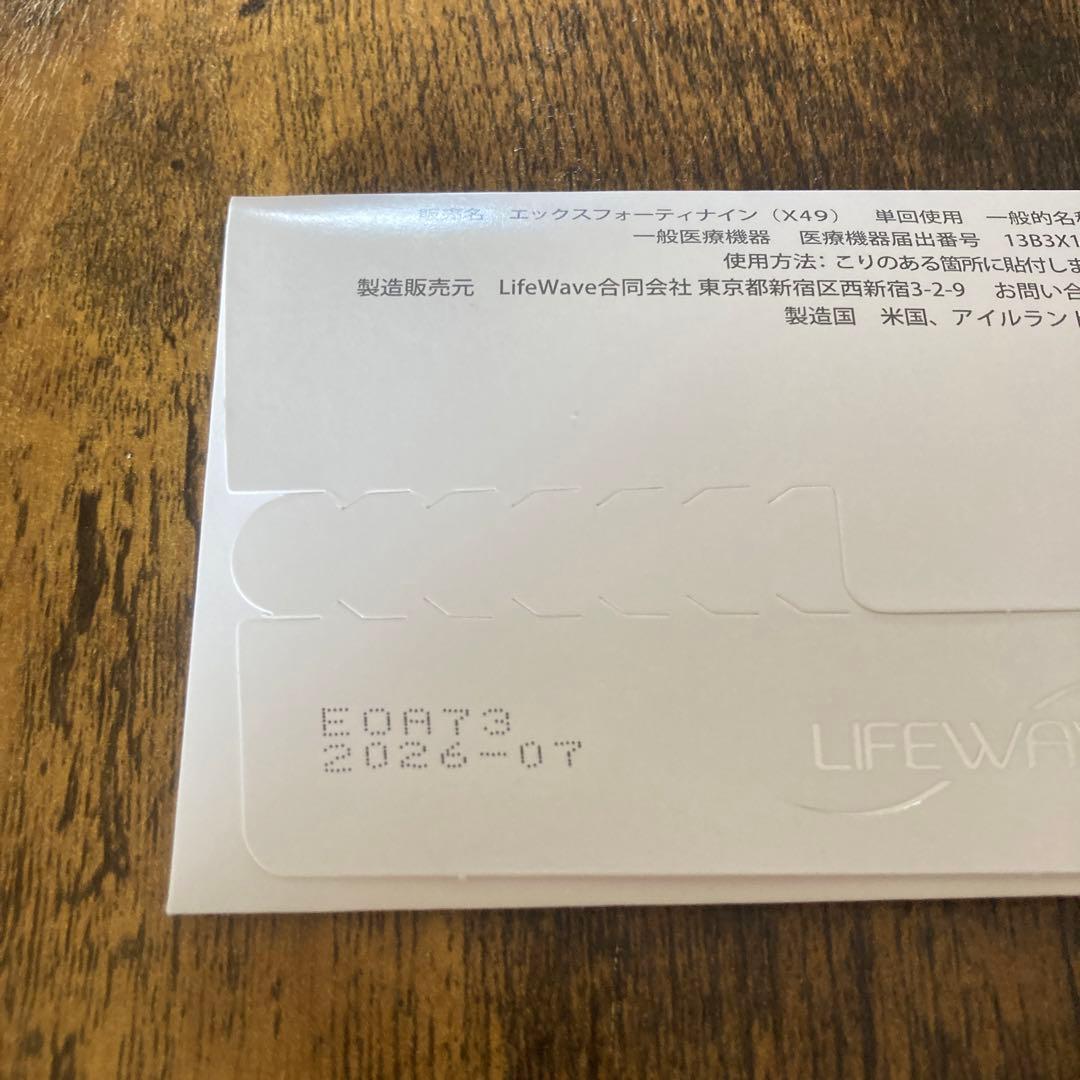 販売名 エックスフォーティナイン（X49） 単回使用 一般的名称
一般医療機器 医療機器届出番号 13B3X1
使用方法：こりのある箇所に貼付しま
製造販売元 LifeWave合同会社 東京都新宿区西新宿3-2-9 お問い合
製造国 米国、アイルランド
E0A73
2026-07
LIFEWAV